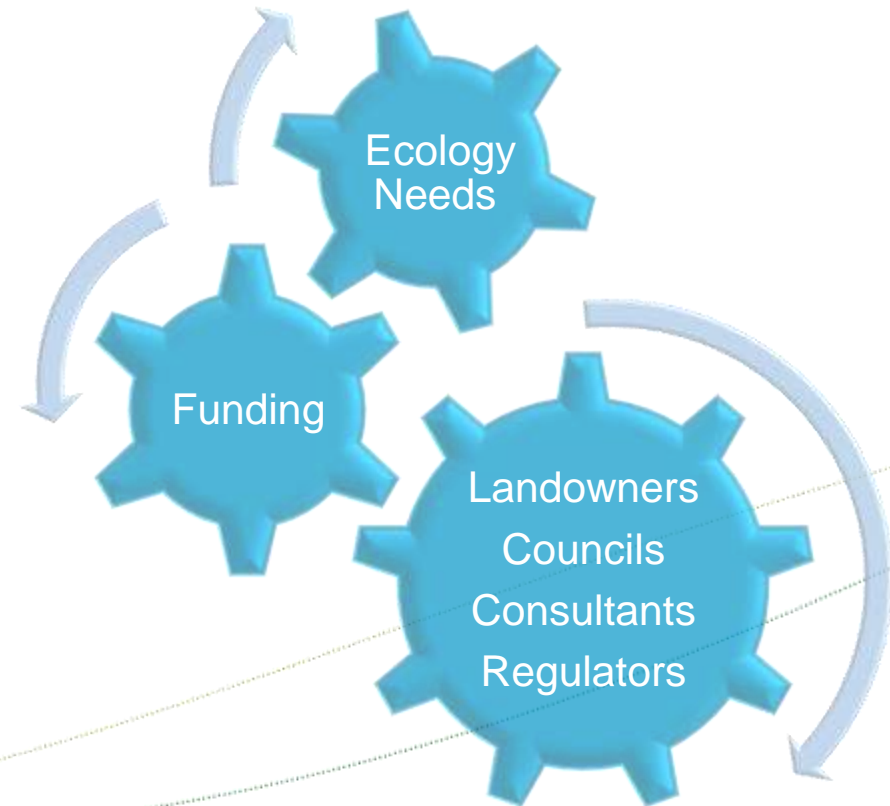 Ecology
Needs
Funding
Landowners
Councils
Consultants
Regulators